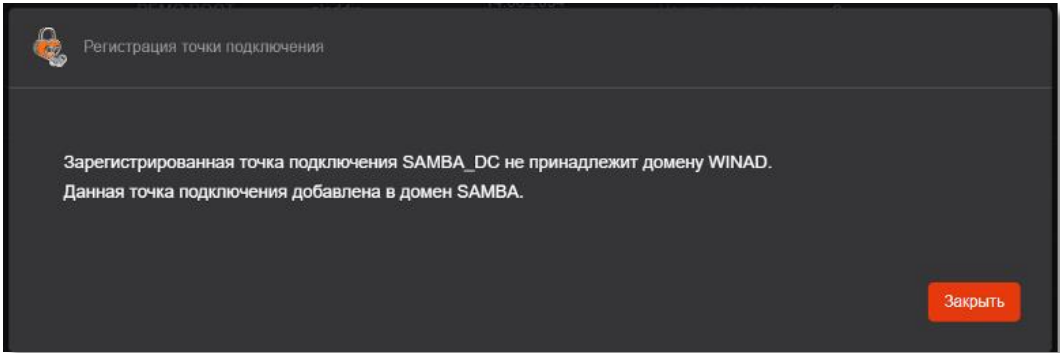 Регистрация точки подключения
Зарегистрированная точка подключения SAMBA_DC не принадлежит домену WINAD.
Данная точка подключения добавлена в домен SAMBA.
Закрыть